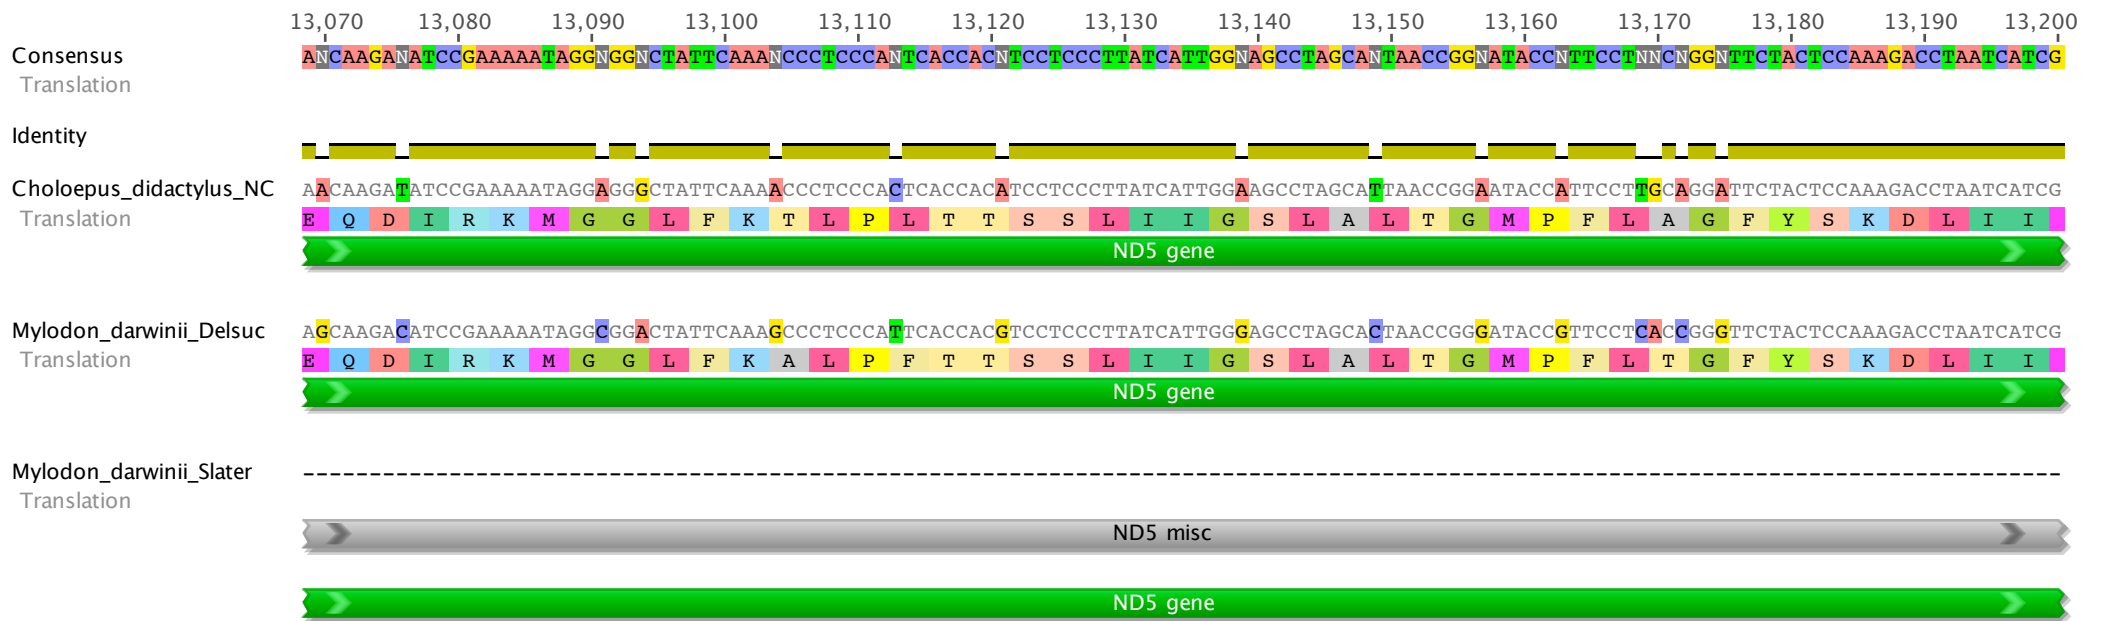 13,070 13,080 13,090 13,100 13,110 13,120 13,130 13,140 13,150 13,160 13,170 13,180 13,190 13,200
Consensus ANCAAGANATCCGAAAAATAGGNGGNCTATTCAAANCCCTCCCANTCACCACNTCCTCCCTTATCATTGGNAGCCTAGCANTAACCGGNATACCNTTCCTNNCNGGNTTCTACTCCAAAGACCTAATCATCG
Translation
Identity
Choloepus_didactylus_NC AACAAGATATCCGAAAAATAGGAGGGCTATTCAAAACCCTCCCACTCACCACATCCTCCCTTATCATTGGAAGCCTAGCATTAACCGGAATACCATTCCTTGCAGGATTCTACTCCAAAGACCTAATCATCG
Translation E Q D I R K M G G L F K T L P L T T S S L I I G S L A L T G M P F L A G F Y S K D L I I
ND5 gene
Mylodon_darwinii_Delsuc AGCAAGACATCCGAAAAATAGGCGGACTATTCAAAGCCCTCCCATTCACCACGTCCTCCCTTATCATTGGGAGCCTAGCACTAACCGGGATACCGTTCCTCACCGGGTTCTACTCCAAAGACCTAATCATCG
Translation E Q D I R K M G G L F K A L P F T T S S L I I G S L A L T G M P F L T G F Y S K D L I I
ND5 gene
Mylodon_darwinii_Slater
Translation
ND5 misc
ND5 gene